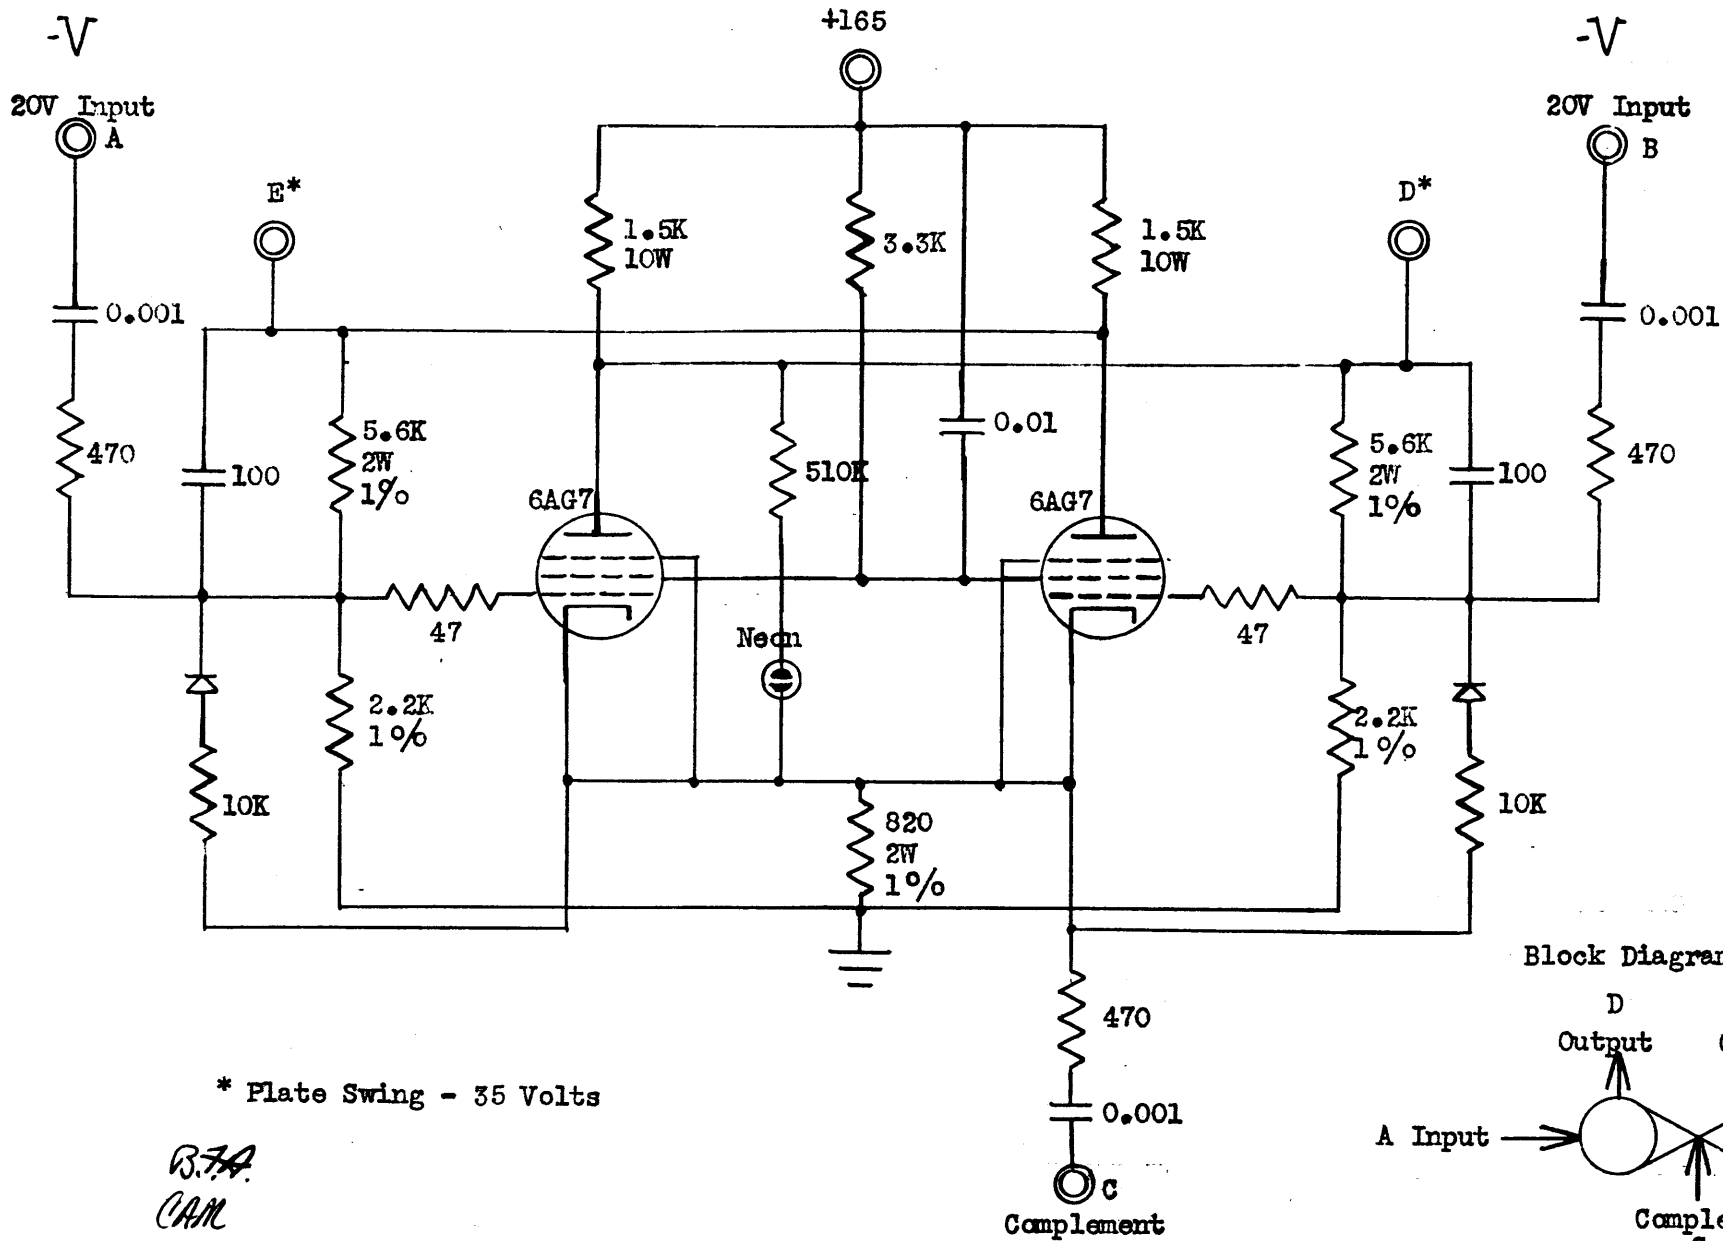 +165
-V
-V
20V Input
A
20V Input
B
E*
D*
1.5K
10W
3.3K
1.5K
10W
0.001
0.001
0.01
470
100
5.6K
2W
1%
510K
5.6K
2W
1%
100
470
6AG7
6AG7
47
Neon
47
2.2K
1%
2.2K
1%
10K
820
2W
1%
10K
Block Diagram
D
Output
470
* Plate Swing - 35 Volts
0.001
A Input
B.F.A.
CAM
C
Complement
Comple